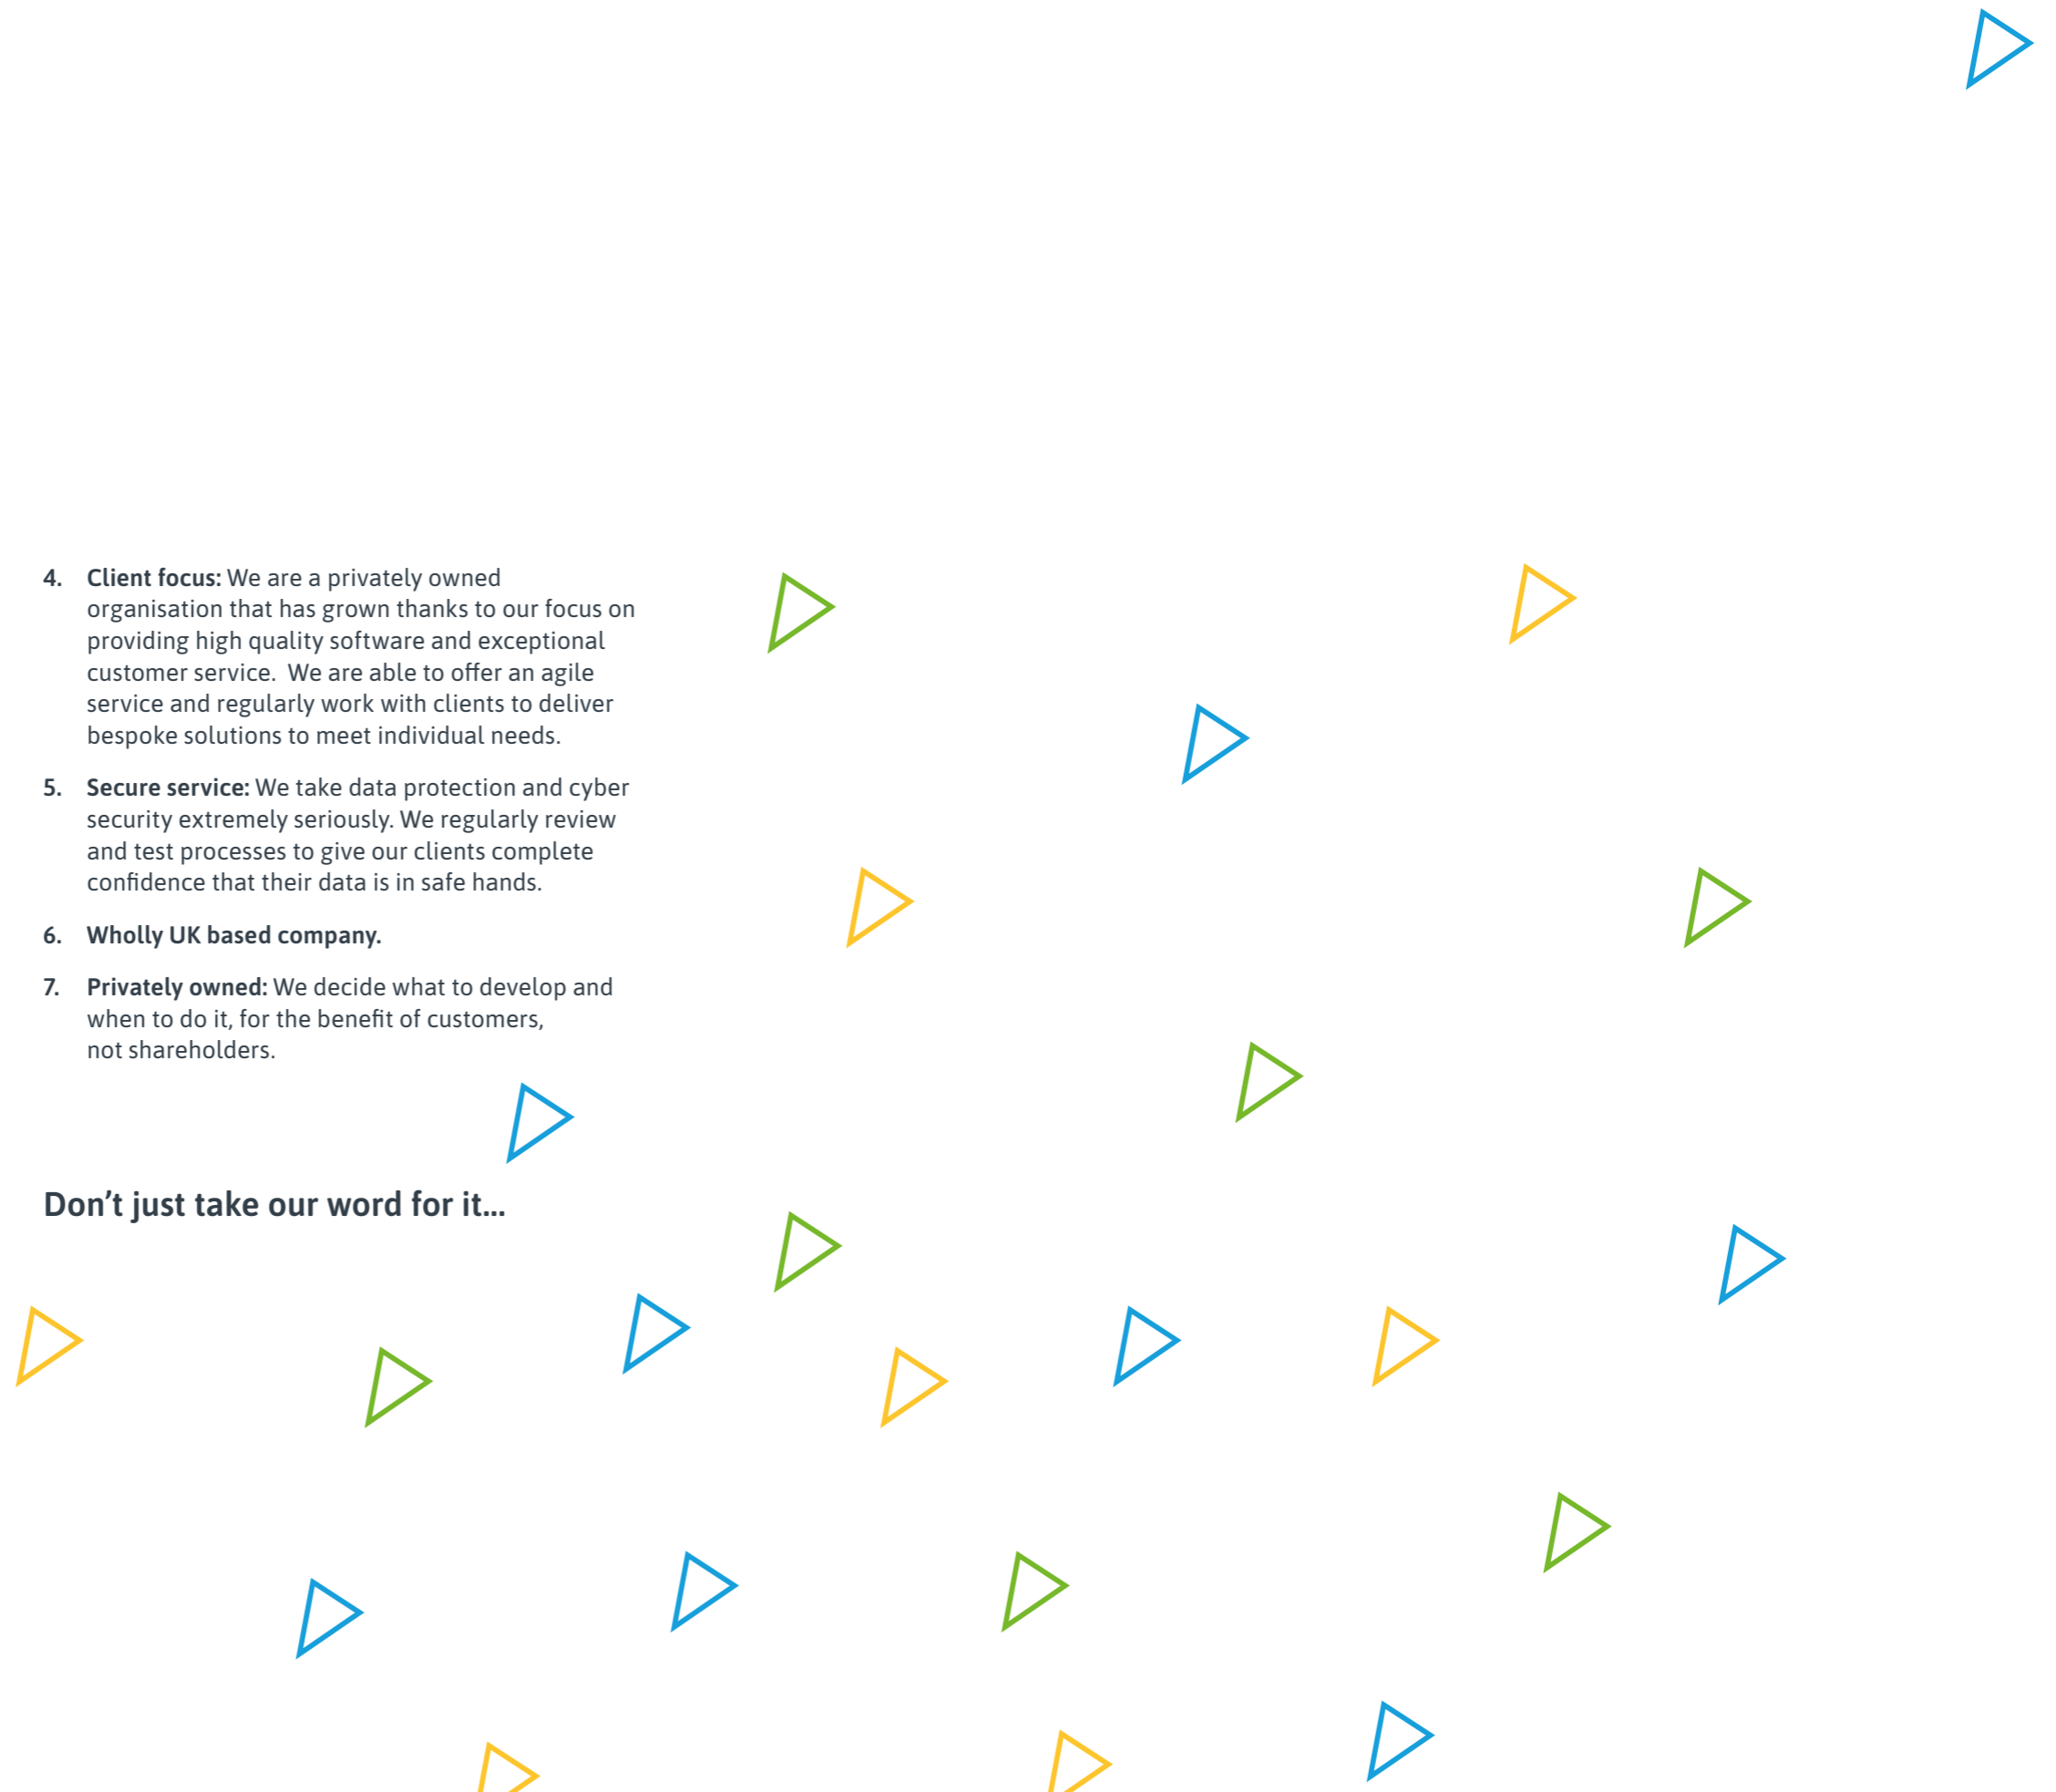 4. Client focus: We are a privately owned
organisation that has grown thanks to our focus on
providing high quality software and exceptional
customer service.  We are able to offer an agile
service and regularly work with clients to deliver
bespoke solutions to meet individual needs.
5. Secure service: We take data protection and cyber
security extremely seriously. We regularly review
and test processes to give our clients complete
confidence that their data is in safe hands.
6. Wholly UK based company.
7. Privately owned: We decide what to develop and
when to do it, for the benefit of customers,
not shareholders.
Don’t just take our word for it...